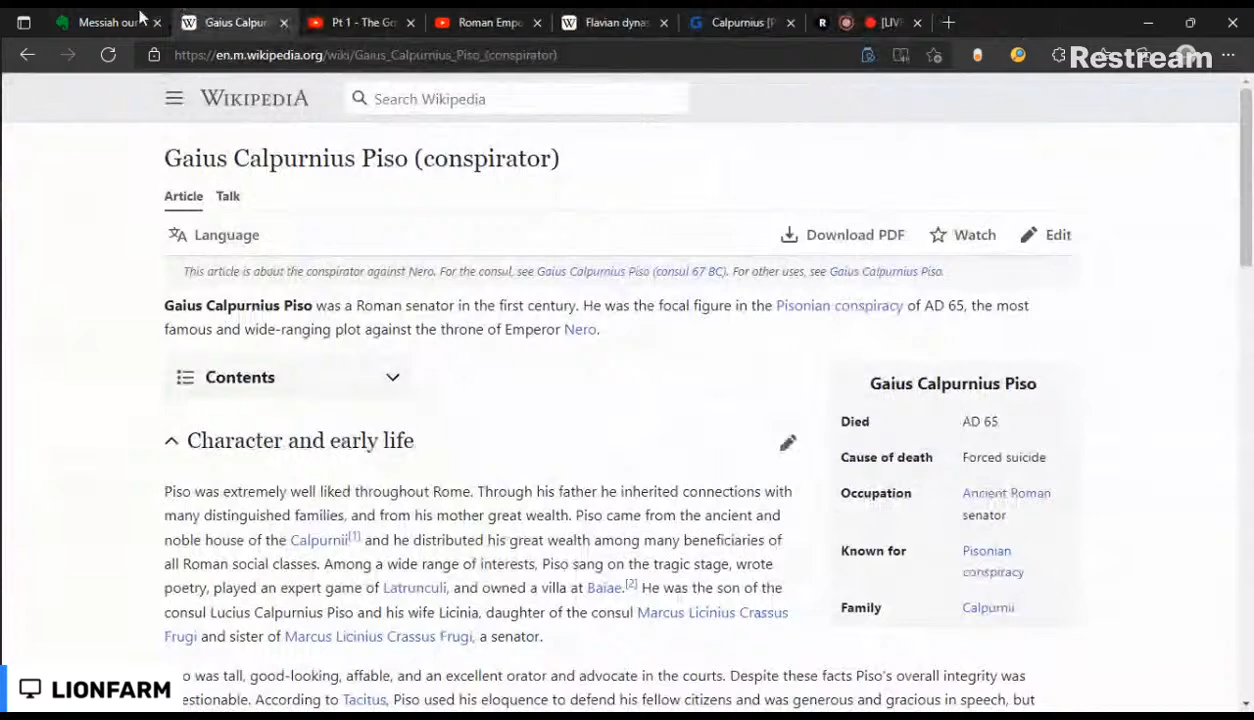 Messiah our
Gaius Calpur
Pt 1 - The Go
Roman Empe
Flavian dynas
Calpurnius [P
[LIV
https://en.m.wikipedia.org/wiki/Gaius_Calpurnius_Piso_(conspirator)
Restream
WIKIPEDIA
Search Wikipedia
Gaius Calpurnius Piso (conspirator)
Article Talk
Language
Download PDF Watch Edit
This article is about the conspirator against Nero. For the consul, see Gaius Calpurnius Piso (consul 67 BC). For other uses, see Gaius Calpurnius Piso.
Gaius Calpurnius Piso was a Roman senator in the first century. He was the focal figure in the Pisonian conspiracy of AD 65, the most
famous and wide-ranging plot against the throne of Emperor Nero.
Contents
Gaius Calpurnius Piso
Died AD 65
Cause of death Forced suicide
Occupation Ancient Roman
senator
Known for Pisonian
conspiracy
Family Calpurnii
Character and early life
Piso was extremely well liked throughout Rome. Through his father he inherited connections with
many distinguished families, and from his mother great wealth. Piso came from the ancient and
noble house of the Calpurnii[1] and he distributed his great wealth among many beneficiaries of
all Roman social classes. Among a wide range of interests, Piso sang on the tragic stage, wrote
poetry, played an expert game of Latrunculi, and owned a villa at Baiae.[2] He was the son of the
consul Lucius Calpurnius Piso and his wife Licinia, daughter of the consul Marcus Licinius Crassus
Frugi and sister of Marcus Licinius Crassus Frugi, a senator.
o was tall, good-looking, affable, and an excellent orator and advocate in the courts. Despite these facts Piso's overall integrity was
estionable. According to Tacitus, Piso used his eloquence to defend his fellow citizens and was generous and gracious in speech, but
LIONFARM